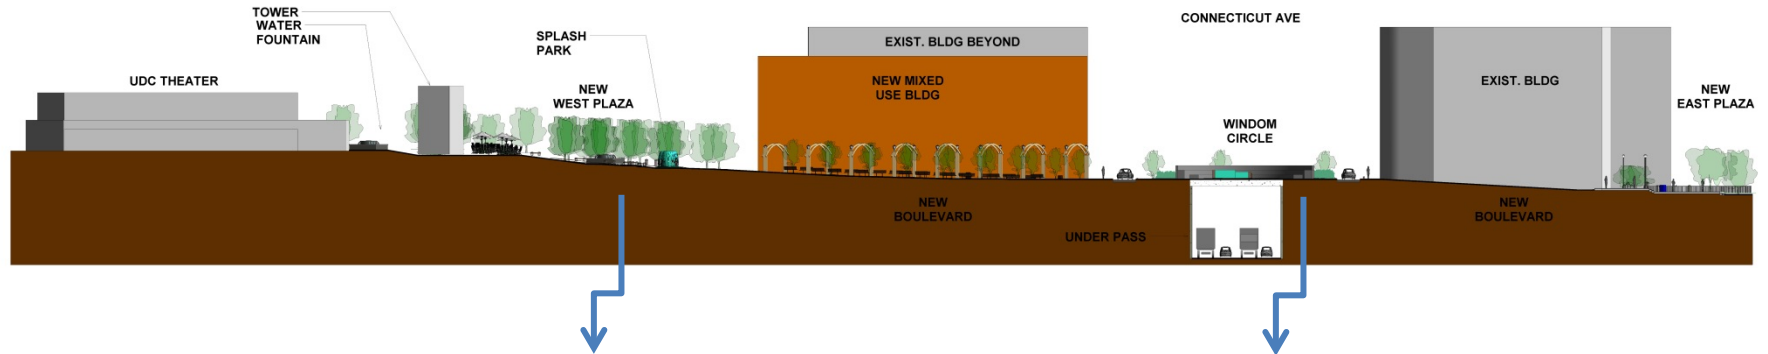 TOWER
WATER
FOUNTAIN
UDC THEATER
SPLASH
PARK
NEW
WEST PLAZA
EXIST. BLDG BEYOND
NEW MIXED
USE BLDG
CONNECTICUT AVE
WINDOM
CIRCLE
EXIST. BLDG
NEW
EAST PLAZA
NEW
BOULEVARD
UNDER PASS
NEW
BOULEVARD